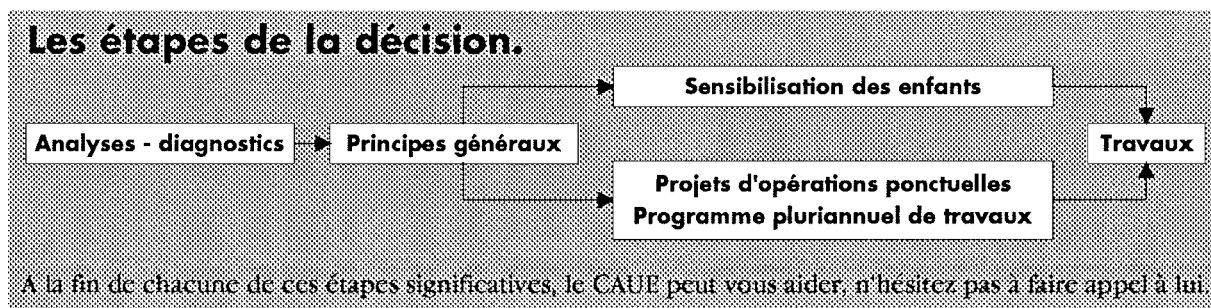 Les étapes de la décision.
Sensibilisation des enfants
Analyses - diagnostics
Principes généraux
Travaux
Projets d'opérations ponctuelles
Programme pluriannuel de travaux
A la fin de chacune de ces étapes significatives, le CAUE peut vous aider, n'hésitez pas à faire appel à lui.